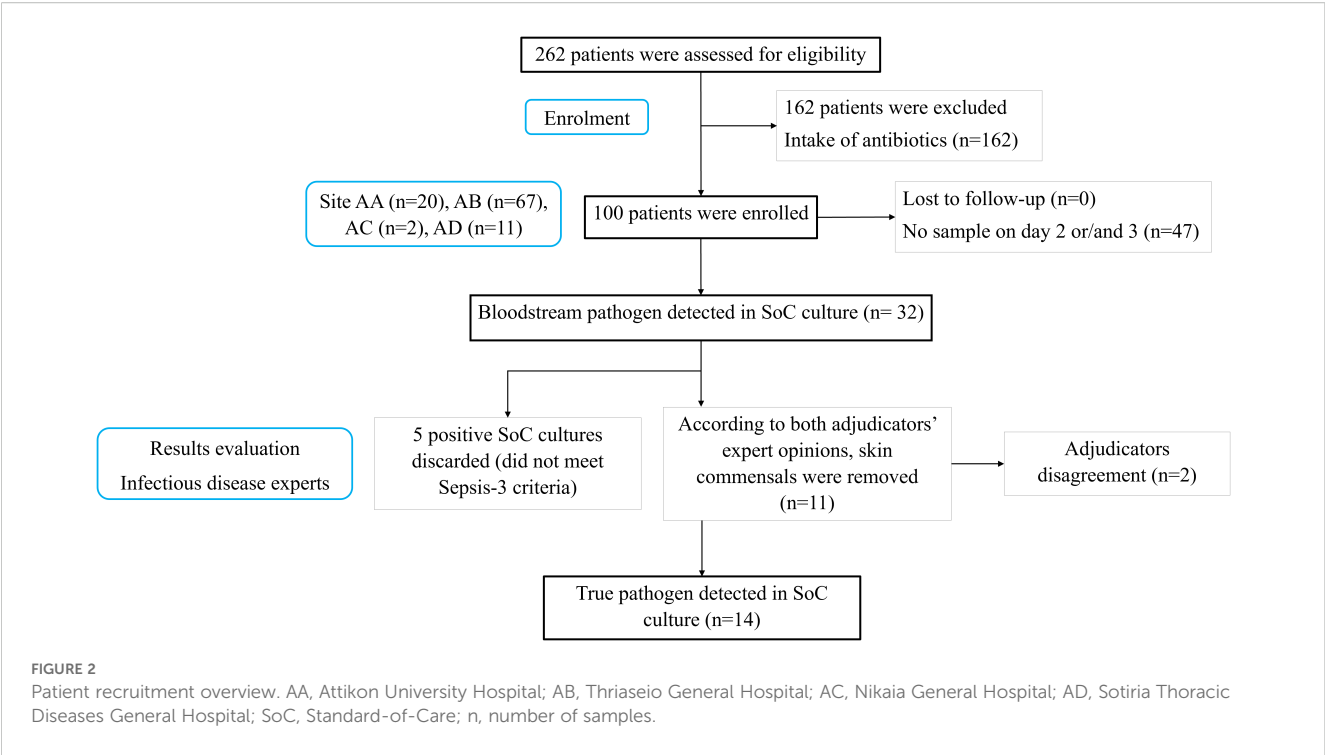 262 patients were assessed for eligibility
Enrolment
162 patients were excluded
Intake of antibiotics (n=162)
Site AA (n=20), AB (n=67),
AC (n=2), AD (n=11)
100 patients were enrolled
Lost to follow-up (n=0)
No sample on day 2 or/and 3 (n=47)
Bloodstream pathogen detected in SoC culture (n= 32)
Results evaluation
Infectious disease experts
5 positive SoC cultures
discarded (did not meet
Sepsis-3 criteria)
According to both adjudicators’
expert opinions, skin
commensals were removed
(n=11)
Adjudicators
disagreement (n=2)
True pathogen detected in SoC
culture (n=14)
FIGURE 2
Patient recruitment overview. AA, Attikon University Hospital; AB, Thriaseio General Hospital; AC, Nikaia General Hospital; AD, Sotiria Thoracic
Diseases General Hospital; SoC, Standard-of-Care; n, number of samples.